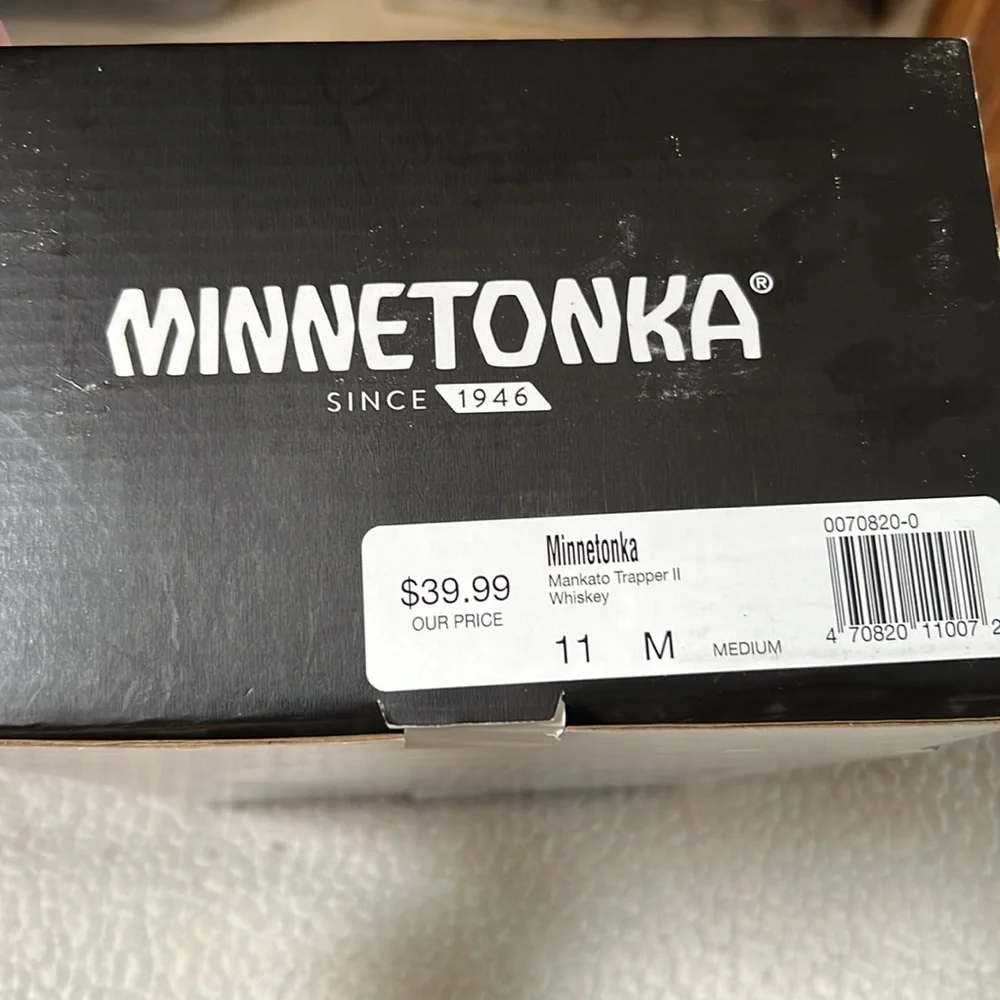 MINNETONKA®
SINCE 1946
$39.99
OUR PRICE
Minnetonka
Mankato Trapper II
Whiskey
11 M MEDIUM
0070820-0
4 70820 11007 2